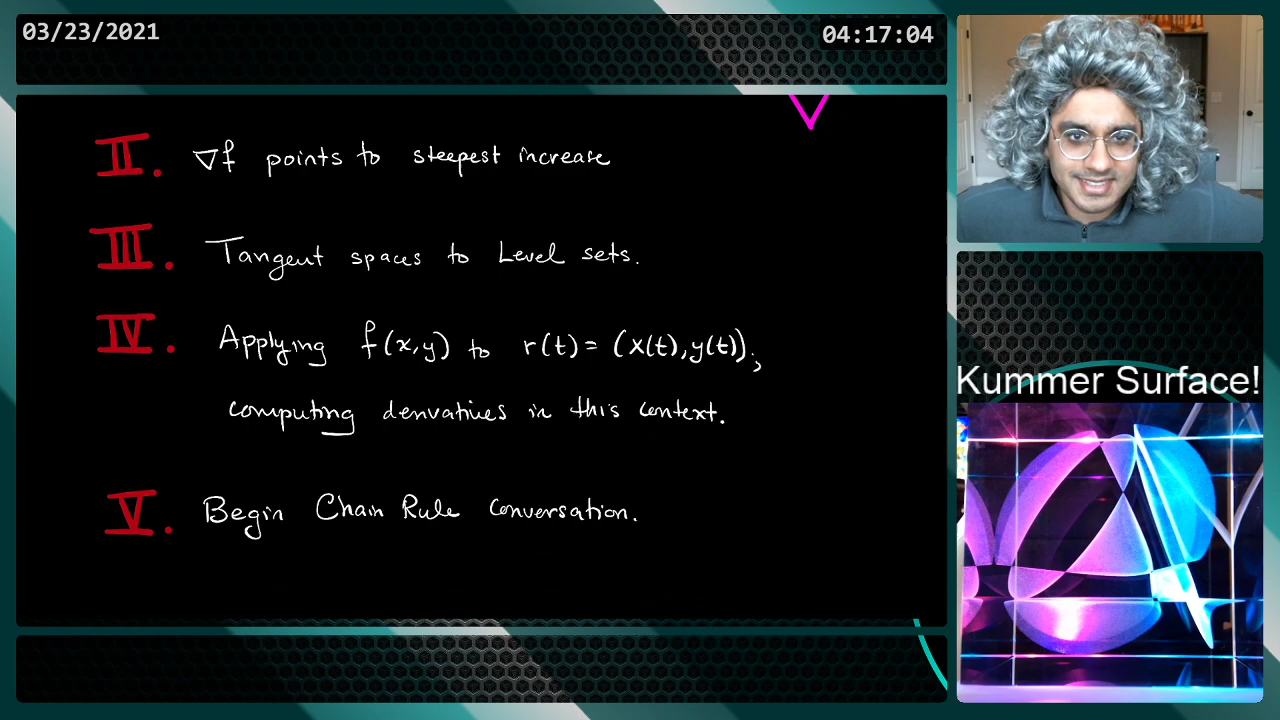 03/23/2021
04:17:04
II. ∇f points to steepest increase
III. Tangent spaces to Level sets.
IV. Applying f(x,y) to r(t) = (x(t), y(t)),
computing derivatives in this context.
V. Begin Chain Rule conversation.
Kummer Surface!